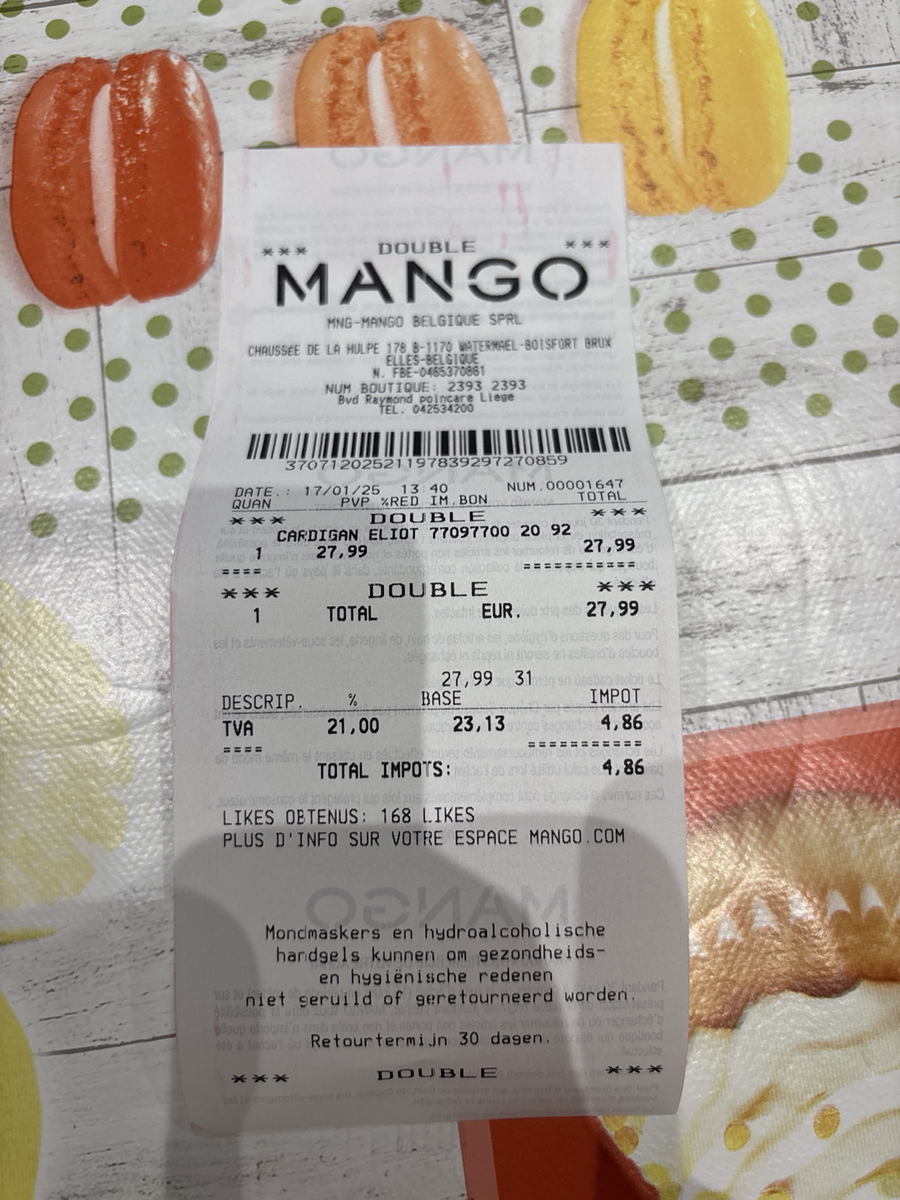 *** DOUBLE ***
MANGO
MNG-MANGO BELGIQUE SPRL
CHAUSSéE DE LA HULPE 178 B-1170 WATERMAEL-BOISFORT BRUX
ELLES-BELGIQUE
N. FBE-0465370861
NUM BOUTIQUE: 2393 2393
Bvd Raymond poincare Liege
TEL. 042534200
37071202521197839297270859
DATE.: 17/01/25 13:40 NUM.00001647
QUAN PVP %RED IM.BON TOTAL
*** DOUBLE ***
CARDIGAN ELIOT 77097700 20 92
1 27,99 27,99
==== ===========
*** DOUBLE ***
1 TOTAL EUR. 27,99
27,99 31
DESCRIP. % BASE IMPOT
TVA 21,00 23,13 4,86
==== ===========
TOTAL IMPOTS: 4,86
LIKES OBTENUS: 168 LIKES
PLUS D'INFO SUR VOTRE ESPACE MANGO.COM
Mondmaskers en hydroalcoholische
handgels kunnen om gezondheids-
en hygiënische redenen
niet geruild of geretourneerd worden.
Retourtermijn 30 dagen.
*** DOUBLE ***